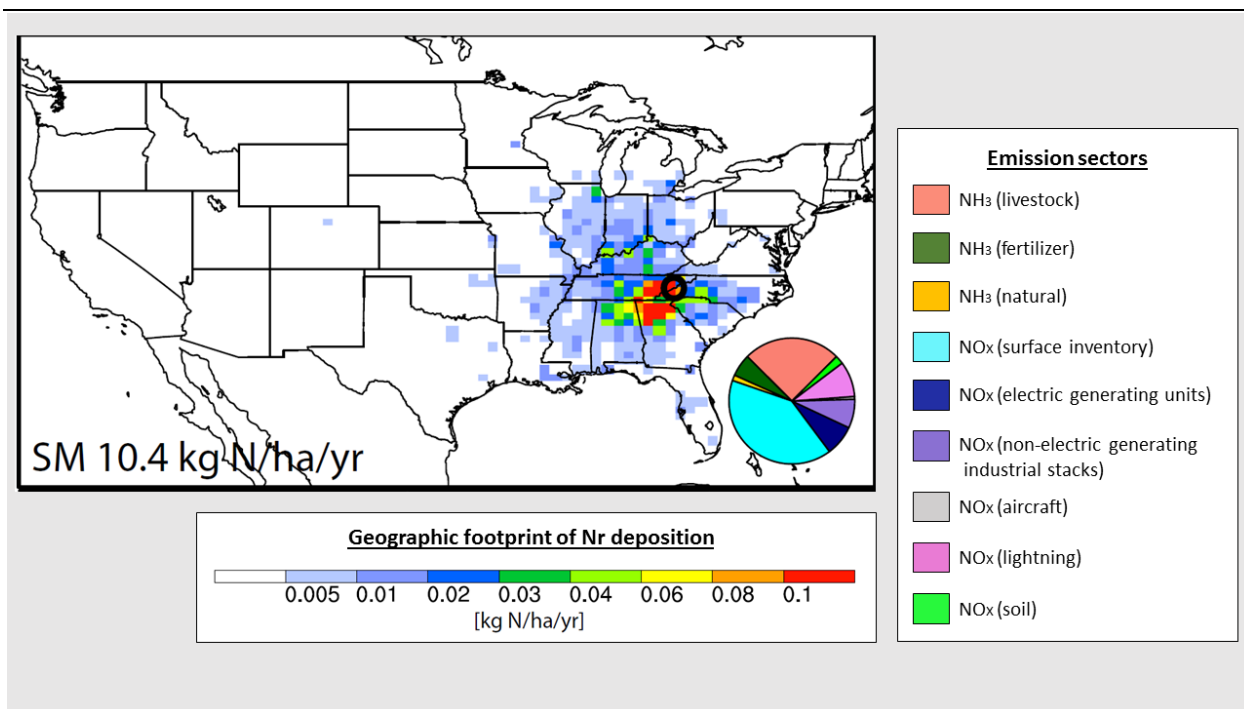 SM 10.4 kg N/ha/yr
Geographic footprint of Nr deposition
0.005 0.01 0.02 0.03 0.04 0.06 0.08 0.1
[kg N/ha/yr]
Emission sectors
NH₃ (livestock)
NH₃ (fertilizer)
NH₃ (natural)
NOx (surface inventory)
NOx (electric generating units)
NOx (non-electric generating
industrial stacks)
NOx (aircraft)
NOx (lightning)
NOx (soil)